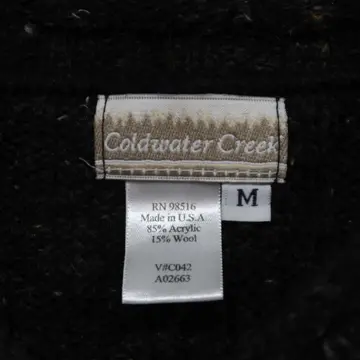 Coldwater Creek
M
RN 98516
Made in U.S.A
85% Acrylic
15% Wool
V#C042
A02663